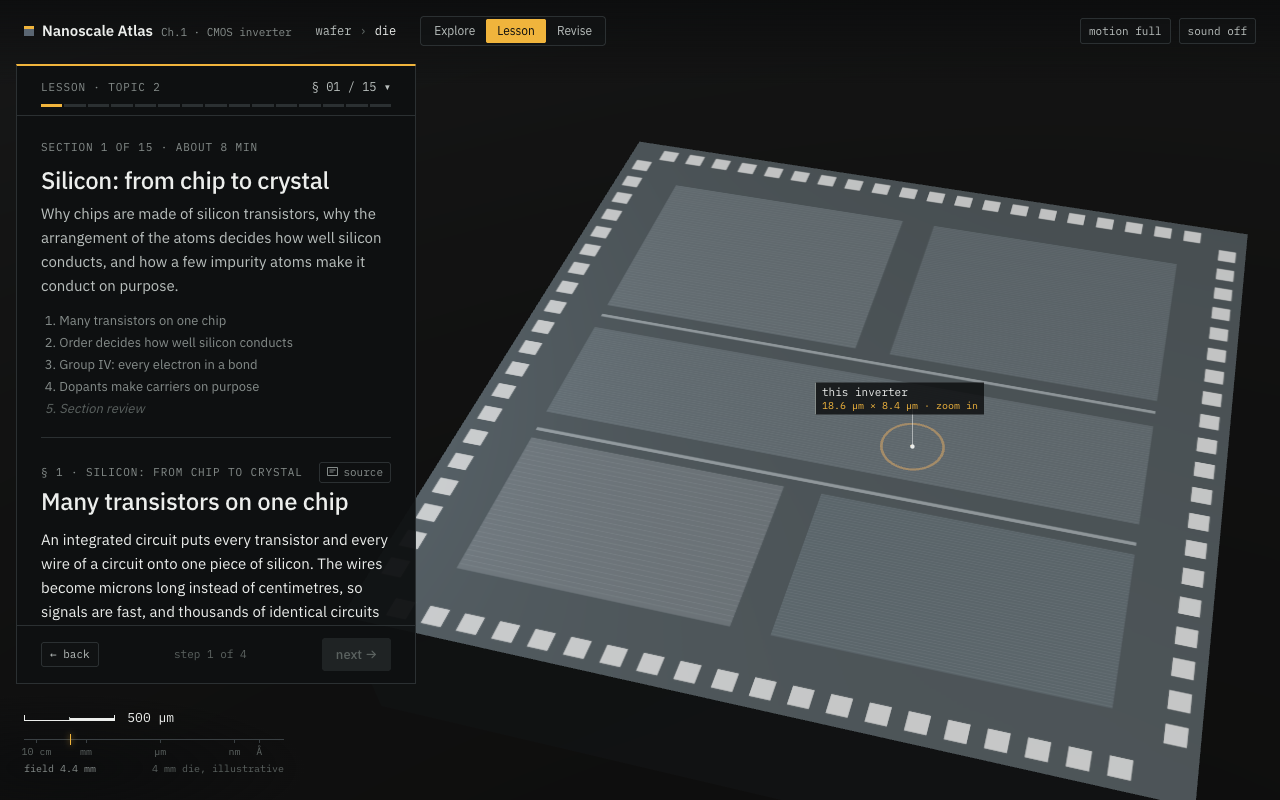 Nanoscale Atlas Ch.1 · CMOS inverter wafer › die Explore Lesson Revise motion full sound off
LESSON · TOPIC 2 § 01 / 15 ▾
SECTION 1 OF 15 · ABOUT 8 MIN
Silicon: from chip to crystal
Why chips are made of silicon transistors, why the
arrangement of the atoms decides how well silicon
conducts, and how a few impurity atoms make it
conduct on purpose.
1. Many transistors on one chip
2. Order decides how well silicon conducts
3. Group IV: every electron in a bond
4. Dopants make carriers on purpose
5. Section review
§ 1 · SILICON: FROM CHIP TO CRYSTAL source
Many transistors on one chip
An integrated circuit puts every transistor and every
wire of a circuit onto one piece of silicon. The wires
become microns long instead of centimetres, so
signals are fast, and thousands of identical circuits
← back step 1 of 4 next →
this inverter
18.6 µm × 8.4 µm · zoom in
500 µm
10 cm mm µm nm Å
field 4.4 mm 4 mm die, illustrative